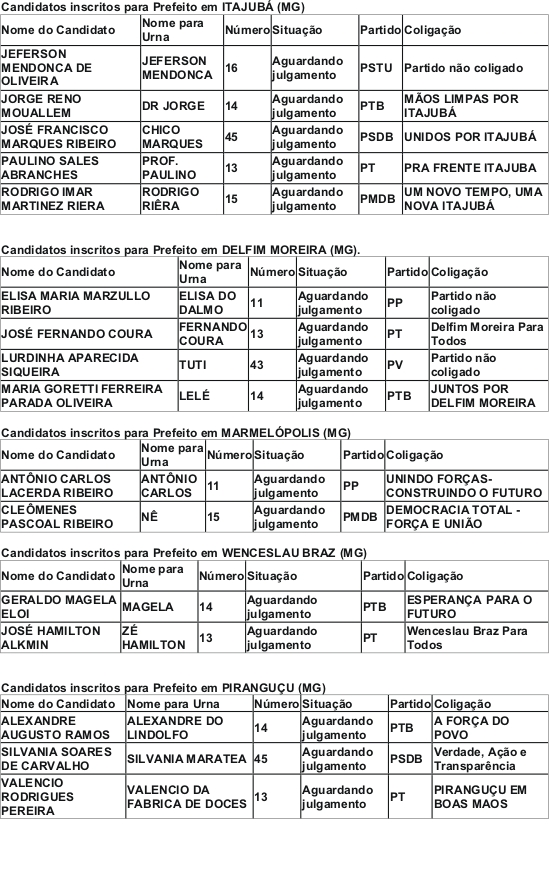 Candidatos inscritos para Prefeito em ITAJUBÁ (MG)
Nome do Candidato Nome para Urna Número Situação Partido Coligação
JEFERSON MENDONCA DE OLIVEIRA JEFERSON MENDONCA 16 Aguardando julgamento PSTU Partido não coligado
JORGE RENO MOUALLEM DR JORGE 14 Aguardando julgamento PTB MÃOS LIMPAS POR ITAJUBÁ
JOSÉ FRANCISCO MARQUES RIBEIRO CHICO MARQUES 45 Aguardando julgamento PSDB UNIDOS POR ITAJUBÁ
PAULINO SALES ABRANCHES PROF. PAULINO 13 Aguardando julgamento PT PRA FRENTE ITAJUBA
RODRIGO IMAR MARTINEZ RIERA RODRIGO RIÊRA 15 Aguardando julgamento PMDB UM NOVO TEMPO, UMA NOVA ITAJUBÁ
Candidatos inscritos para Prefeito em DELFIM MOREIRA (MG).
Nome do Candidato Nome para Urna Número Situação Partido Coligação
ELISA MARIA MARZULLO RIBEIRO ELISA DO DALMO 11 Aguardando julgamento PP Partido não coligado
JOSÉ FERNANDO COURA FERNANDO COURA 13 Aguardando julgamento PT Delfim Moreira Para Todos
LURDINHA APARECIDA SIQUEIRA TUTI 43 Aguardando julgamento PV Partido não coligado
MARIA GORETTI FERREIRA PARADA OLIVEIRA LELÉ 14 Aguardando julgamento PTB JUNTOS POR DELFIM MOREIRA
Candidatos inscritos para Prefeito em MARMELÓPOLIS (MG)
Nome do Candidato Nome para Urna Número Situação Partido Coligação
ANTÔNIO CARLOS LACERDA RIBEIRO ANTÔNIO CARLOS 11 Aguardando julgamento PP UNINDO FORÇAS-CONSTRUINDO O FUTURO
CLEÔMENES PASCOAL RIBEIRO NÊ 15 Aguardando julgamento PMDB DEMOCRACIA TOTAL - FORÇA E UNIÃO
Candidatos inscritos para Prefeito em WENCESLAU BRAZ (MG)
Nome do Candidato Nome para Urna Número Situação Partido Coligação
GERALDO MAGELA ELOI MAGELA 14 Aguardando julgamento PTB ESPERANÇA PARA O FUTURO
JOSÉ HAMILTON ALKMIN ZÉ HAMILTON 13 Aguardando julgamento PT Wenceslau Braz Para Todos
Candidatos inscritos para Prefeito em PIRANGUÇU (MG)
Nome do Candidato Nome para Urna Número Situação Partido Coligação
ALEXANDRE AUGUSTO RAMOS ALEXANDRE DO LINDOLFO 14 Aguardando julgamento PTB A FORÇA DO POVO
SILVANIA SOARES DE CARVALHO SILVANIA MARATEA 45 Aguardando julgamento PSDB Verdade, Ação e Transparência
VALENCIO RODRIGUES PEREIRA VALENCIO DA FABRICA DE DOCES 13 Aguardando julgamento PT PIRANGUÇU EM BOAS MAOS